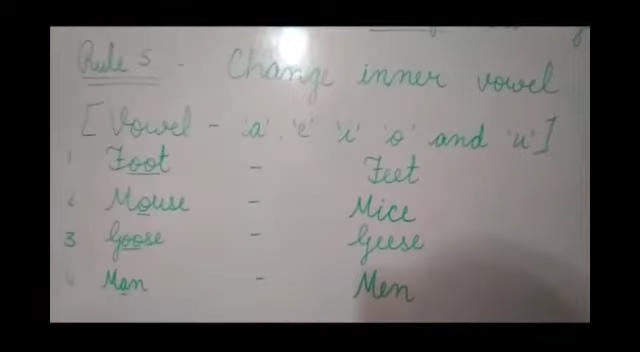 Rule 5 - Change inner vowel
[Vowel - 'a', 'e' 'i' 'o' and 'u']
1 Foot - Feet
2 Mouse - Mice
3 Goose - Geese
4 Man - Men